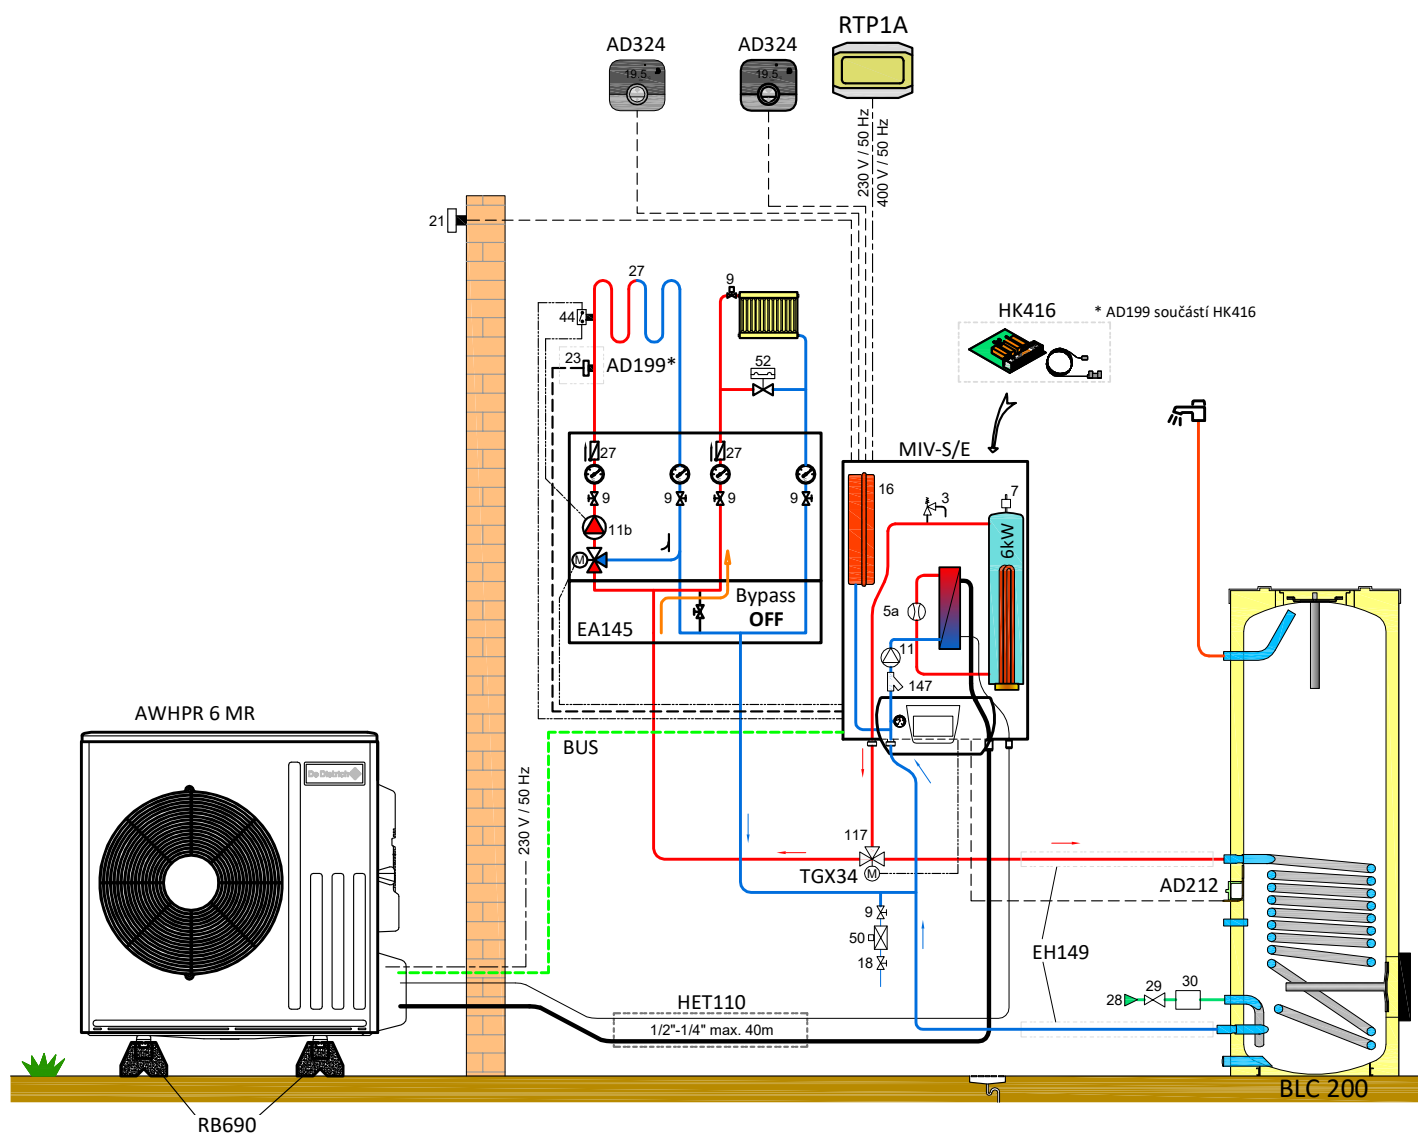 RTP1A
AD324
AD324
19.5
19.5
230 V / 50 Hz
400 V / 50 Hz
21
27
9
44
HK416
* AD199 součástí HK416
23
AD199*
52
MIV-S/E
27
27
16
3
7
9
9
9
9
6kW
11b
M
Bypass
OFF
5a
EA145
11
147
AWHPR 6 MR
BUS
De Dietrich
230 V / 50 Hz
117
TGX34
M
AD212
9
50
EH149
18
28
29
30
HET110
1/2"-1/4" max. 40m
BLC 200
RB690